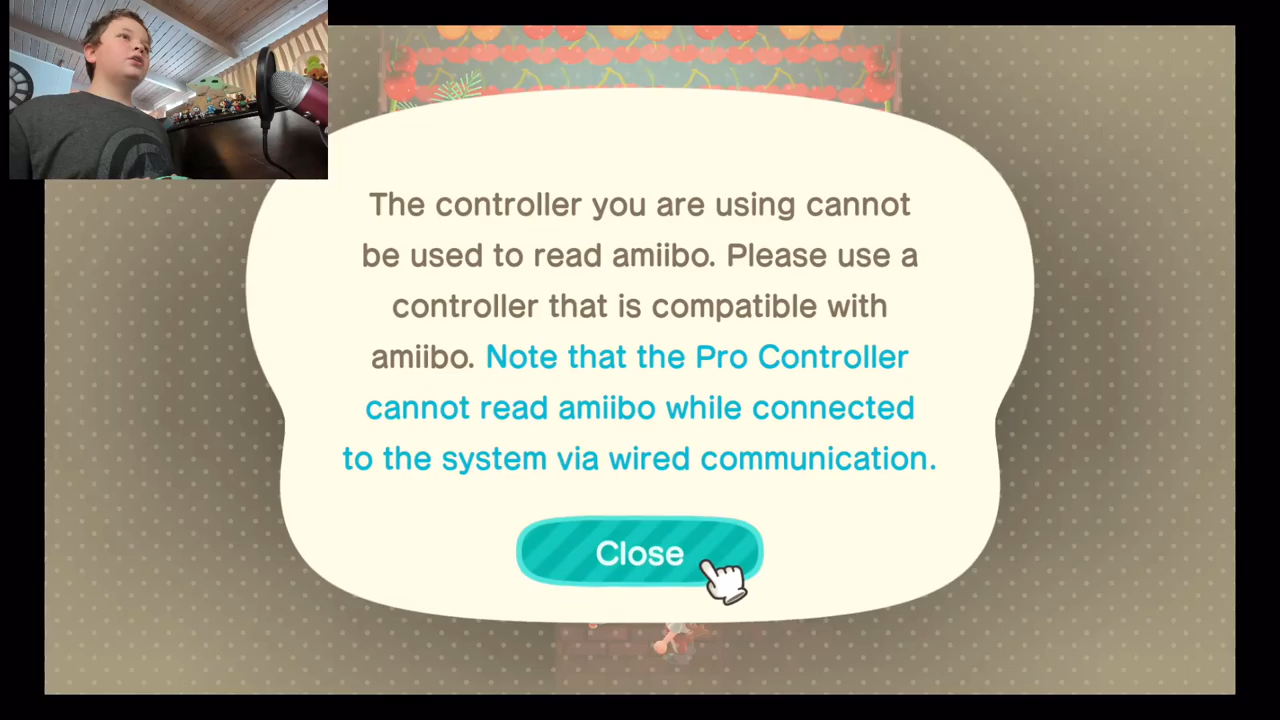 The controller you are using cannot
be used to read amiibo. Please use a
controller that is compatible with
amiibo. Note that the Pro Controller
cannot read amiibo while connected
to the system via wired communication.
Close